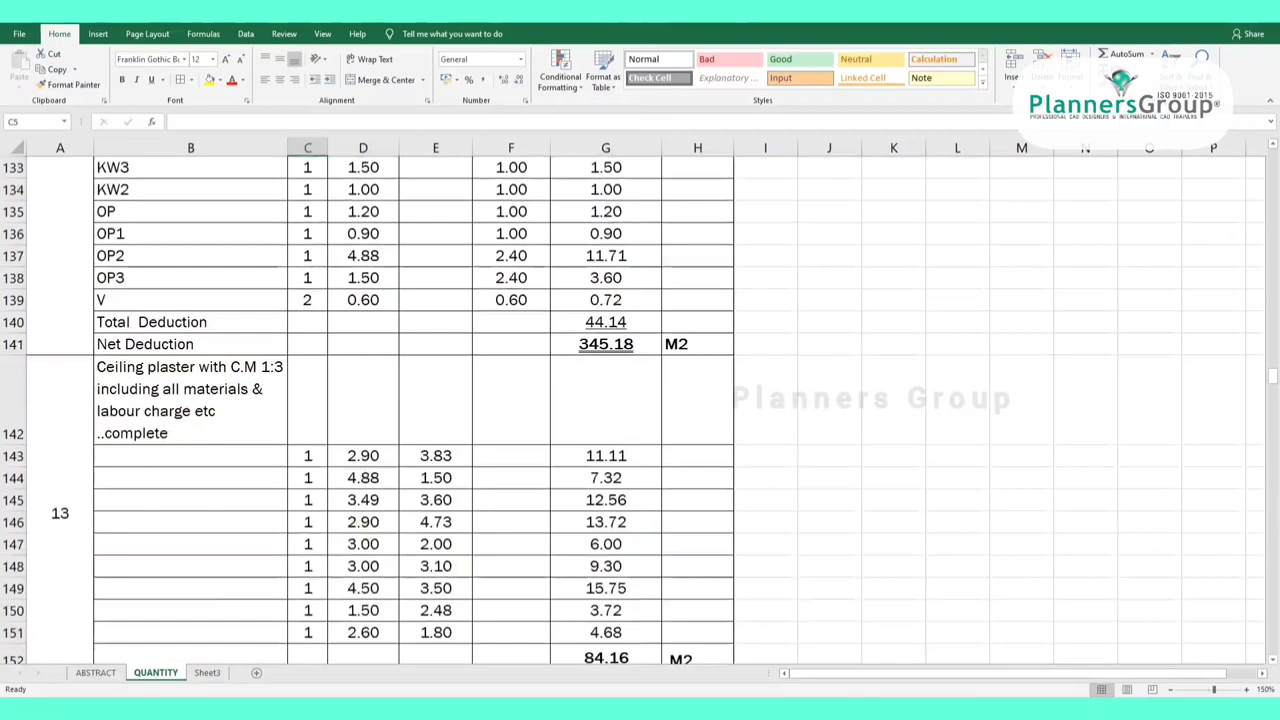 File Home Insert Page Layout Formulas Data Review View Help Tell me what you want to do Share
Cut
Copy
Format Painter
Paste
Clipboard
Franklin Gothic 12
B I U
Font
Wrap Text
Merge & Center
Alignment
General
Number
Conditional Formatting
Format as Table
Normal Bad Good Neutral Calculation
Check Cell Explanatory ... Input Linked Cell Note
Styles
AutoSum
ISO 9001-2015
PlannersGroup®
PROFESSIONAL CAD DESIGNERS & INTERNATIONAL CAD TRAINERS
C5 fx
A B C D E F G H I J K L M N O P
133 KW3 1 1.50 1.00 1.50
134 KW2 1 1.00 1.00 1.00
135 OP 1 1.20 1.00 1.20
136 OP1 1 0.90 1.00 0.90
137 OP2 1 4.88 2.40 11.71
138 OP3 1 1.50 2.40 3.60
139 V 2 0.60 0.60 0.72
140 Total Deduction 44.14
141 Net Deduction 345.18 M2
Ceiling plaster with C.M 1:3
including all materials &
labour charge etc
142 ..complete
Planners Group
143 1 2.90 3.83 11.11
144 1 4.88 1.50 7.32
145 1 3.49 3.60 12.56
13
146 1 2.90 4.73 13.72
147 1 3.00 2.00 6.00
148 1 3.00 3.10 9.30
149 1 4.50 3.50 15.75
150 1 1.50 2.48 3.72
151 1 2.60 1.80 4.68
152 84.16 M2
ABSTRACT QUANTITY Sheet3
Ready 150%